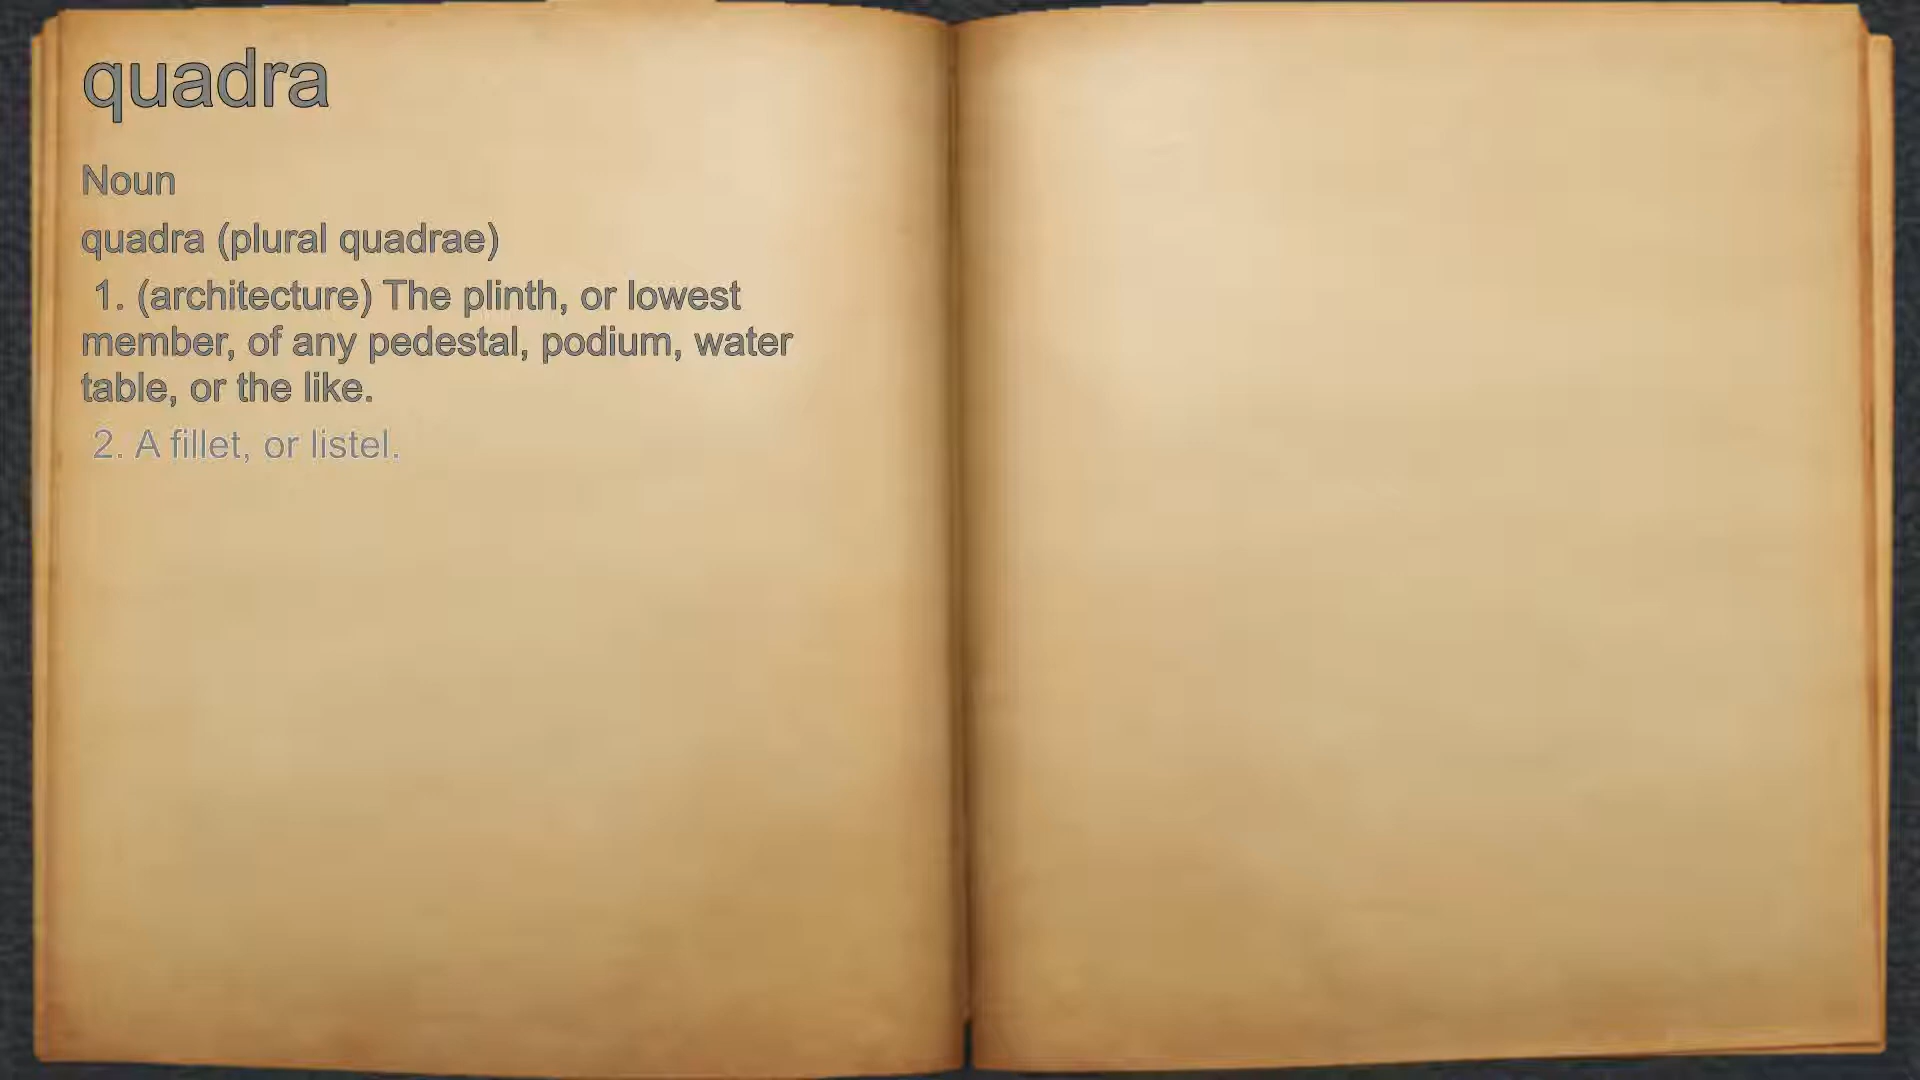 quadra
Noun
quadra (plural quadrae)
1. (architecture) The plinth, or lowest
member, of any pedestal, podium, water
table, or the like.
2. A fillet, or listel.